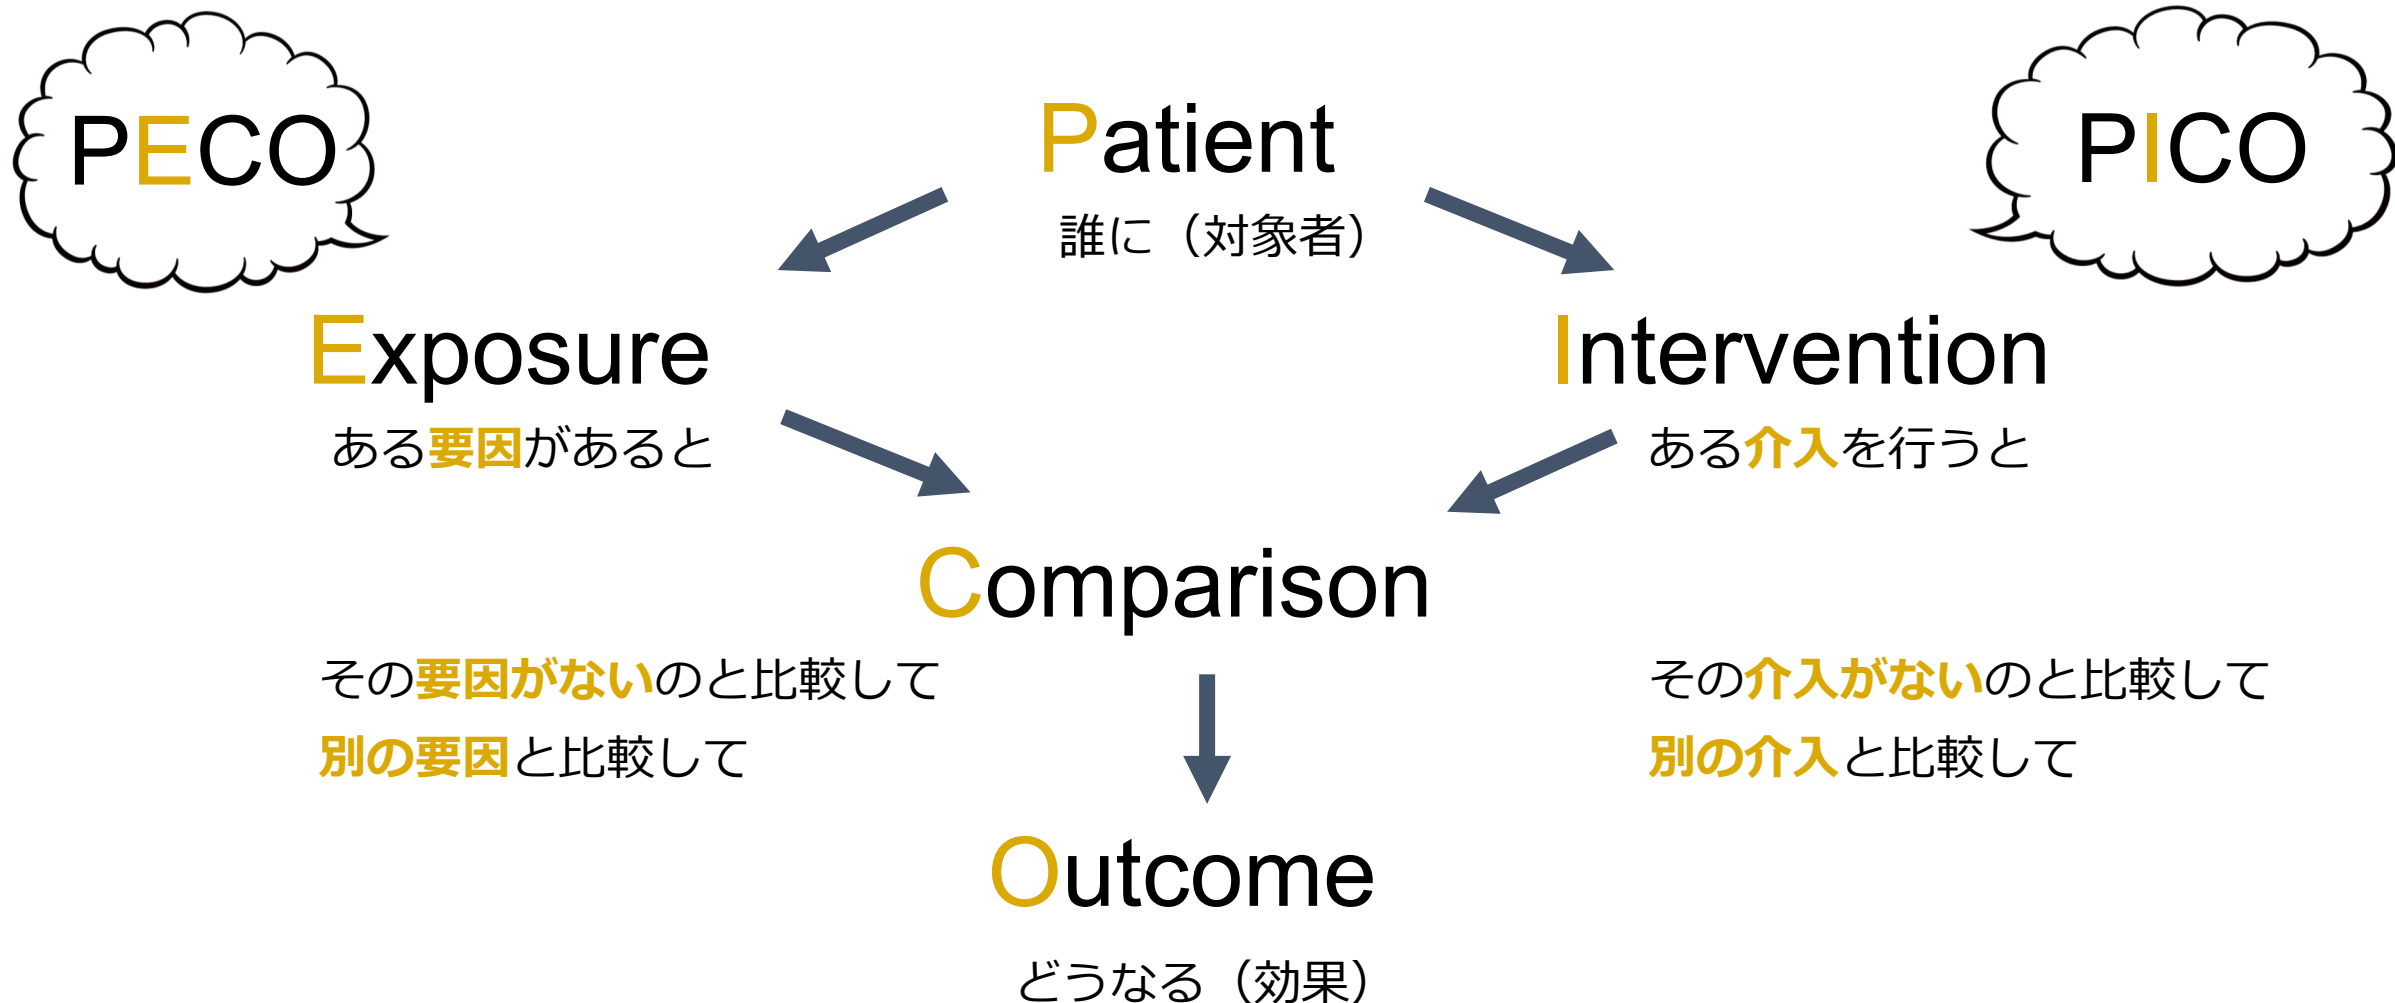 PECO
PICO
Patient
誰に（対象者）
Exposure
Intervention
ある要因があると
ある介入を行うと
Comparison
その要因がないのと比較して
その介入がないのと比較して
別の要因と比較して
別の介入と比較して
Outcome
どうなる（効果）